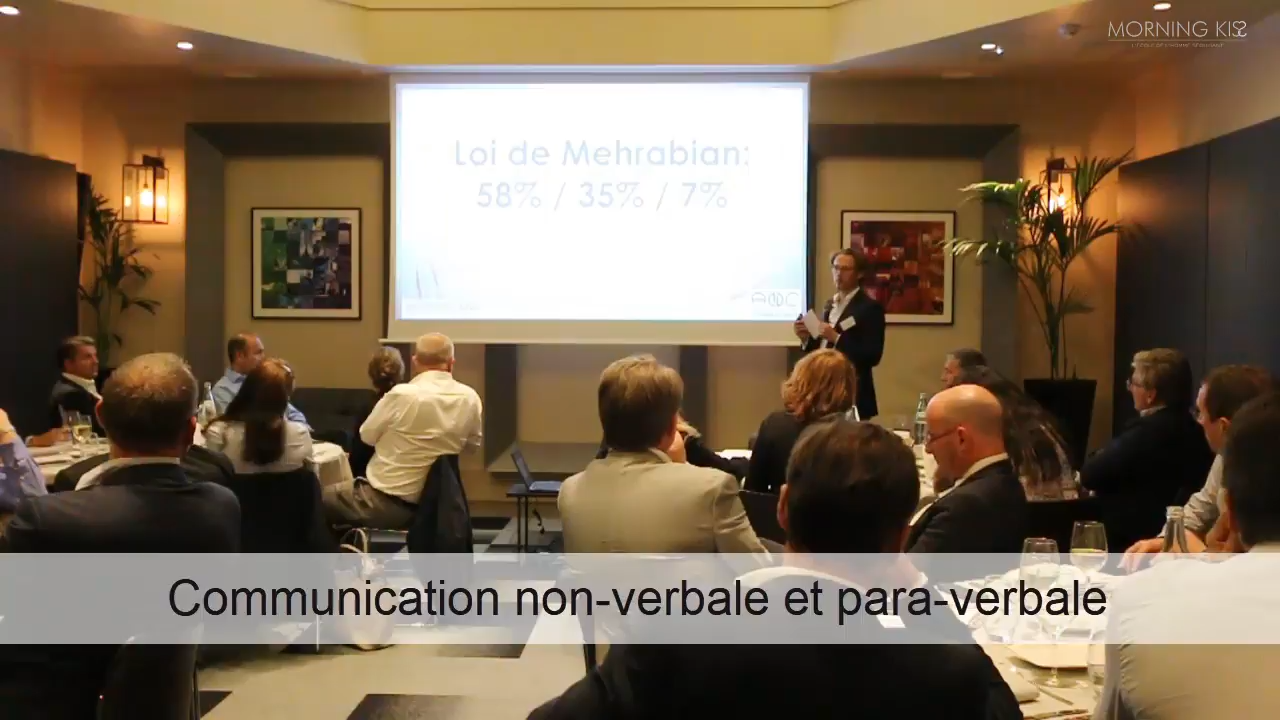 MORNING KISS
Loi de Mehrabian:
58% / 35% / 7%
Communication non-verbale et para-verbale